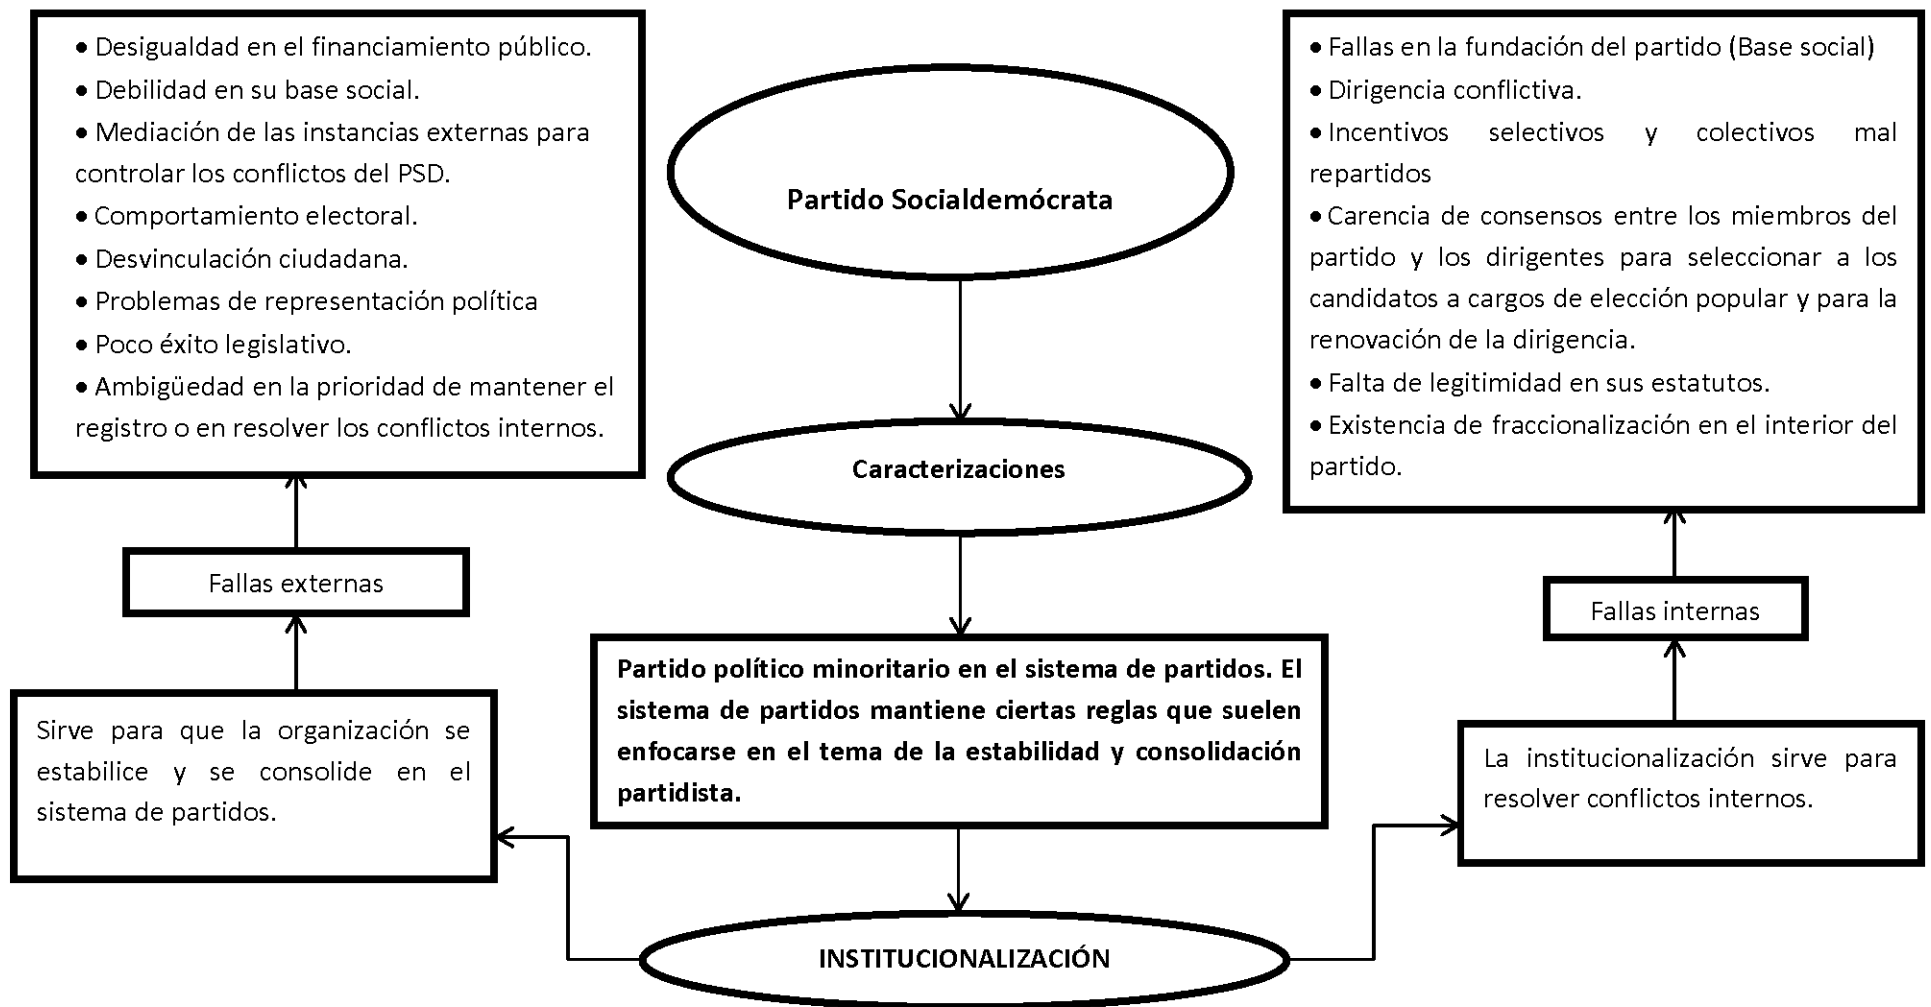 • Desigualdad en el financiamiento público.
• Debilidad en su base social.
• Mediación de las instancias externas para
controlar los conflictos del PSD.
• Comportamiento electoral.
• Desvinculación ciudadana.
• Problemas de representación política
• Poco éxito legislativo.
• Ambigüedad en la prioridad de mantener el
registro o en resolver los conflictos internos.
Partido Socialdemócrata
• Fallas en la fundación del partido (Base social)
• Dirigencia conflictiva.
• Incentivos selectivos y colectivos mal
repartidos
• Carencia de consensos entre los miembros del
partido y los dirigentes para seleccionar a los
candidatos a cargos de elección popular y para la
renovación de la dirigencia.
• Falta de legitimidad en sus estatutos.
• Existencia de fraccionalización en el interior del
partido.
Caracterizaciones
Fallas externas
Fallas internas
Partido político minoritario en el sistema de partidos. El
sistema de partidos mantiene ciertas reglas que suelen
enfocarse en el tema de la estabilidad y consolidación
partidista.
Sirve para que la organización se
estabilice y se consolide en el
sistema de partidos.
La institucionalización sirve para
resolver conflictos internos.
INSTITUCIONALIZACIÓN